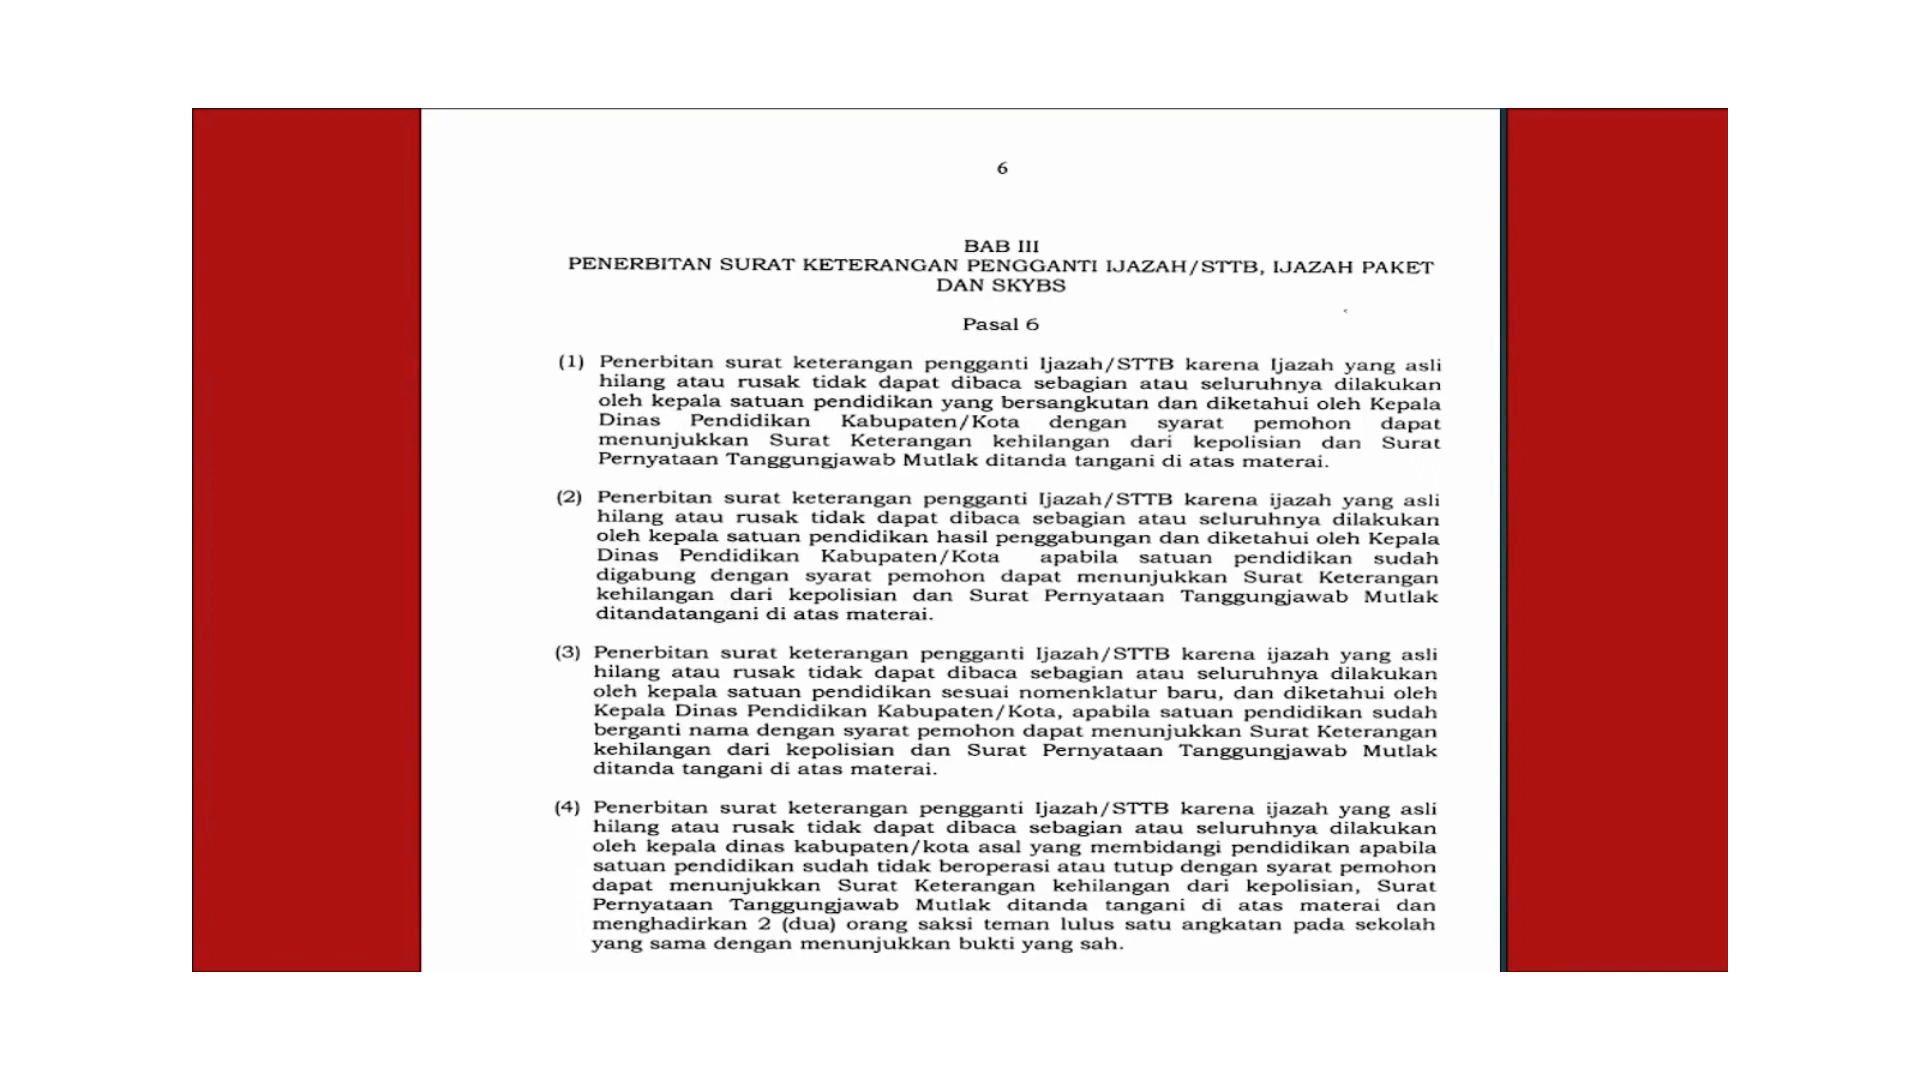 6
BAB III
PENERBITAN SURAT KETERANGAN PENGGANTI IJAZAH/STTB, IJAZAH PAKET
DAN SKYBS
Pasal 6
(1) Penerbitan surat keterangan pengganti Ijazah/STTB karena Ijazah yang asli
hilang atau rusak tidak dapat dibaca sebagian atau seluruhnya dilakukan
oleh kepala satuan pendidikan yang bersangkutan dan diketahui oleh Kepala
Dinas Pendidikan Kabupaten/Kota dengan syarat pemohon dapat
menunjukkan Surat Keterangan kehilangan dari kepolisian dan Surat
Pernyataan Tanggungjawab Mutlak ditanda tangani di atas materai.
(2) Penerbitan surat keterangan pengganti Ijazah/STTB karena ijazah yang asli
hilang atau rusak tidak dapat dibaca sebagian atau seluruhnya dilakukan
oleh kepala satuan pendidikan hasil penggabungan dan diketahui oleh Kepala
Dinas Pendidikan Kabupaten/Kota apabila satuan pendidikan sudah
digabung dengan syarat pemohon dapat menunjukkan Surat Keterangan
kehilangan dari kepolisian dan Surat Pernyataan Tanggungjawab Mutlak
ditandatangani di atas materai.
(3) Penerbitan surat keterangan pengganti Ijazah/STTB karena ijazah yang asli
hilang atau rusak tidak dapat dibaca sebagian atau seluruhnya dilakukan
oleh kepala satuan pendidikan sesuai nomenklatur baru, dan diketahui oleh
Kepala Dinas Pendidikan Kabupaten/Kota, apabila satuan pendidikan sudah
berganti nama dengan syarat pemohon dapat menunjukkan Surat Keterangan
kehilangan dari kepolisian dan Surat Pernyataan Tanggungjawab Mutlak
ditanda tangani di atas materai.
(4) Penerbitan surat keterangan pengganti Ijazah/STTB karena ijazah yang asli
hilang atau rusak tidak dapat dibaca sebagian atau seluruhnya dilakukan
oleh kepala dinas kabupaten/kota asal yang membidangi pendidikan apabila
satuan pendidikan sudah tidak beroperasi atau tutup dengan syarat pemohon
dapat menunjukkan Surat Keterangan kehilangan dari kepolisian, Surat
Pernyataan Tanggungjawab Mutlak ditanda tangani di atas materai dan
menghadirkan 2 (dua) orang saksi teman lulus satu angkatan pada sekolah
yang sama dengan menunjukkan bukti yang sah.